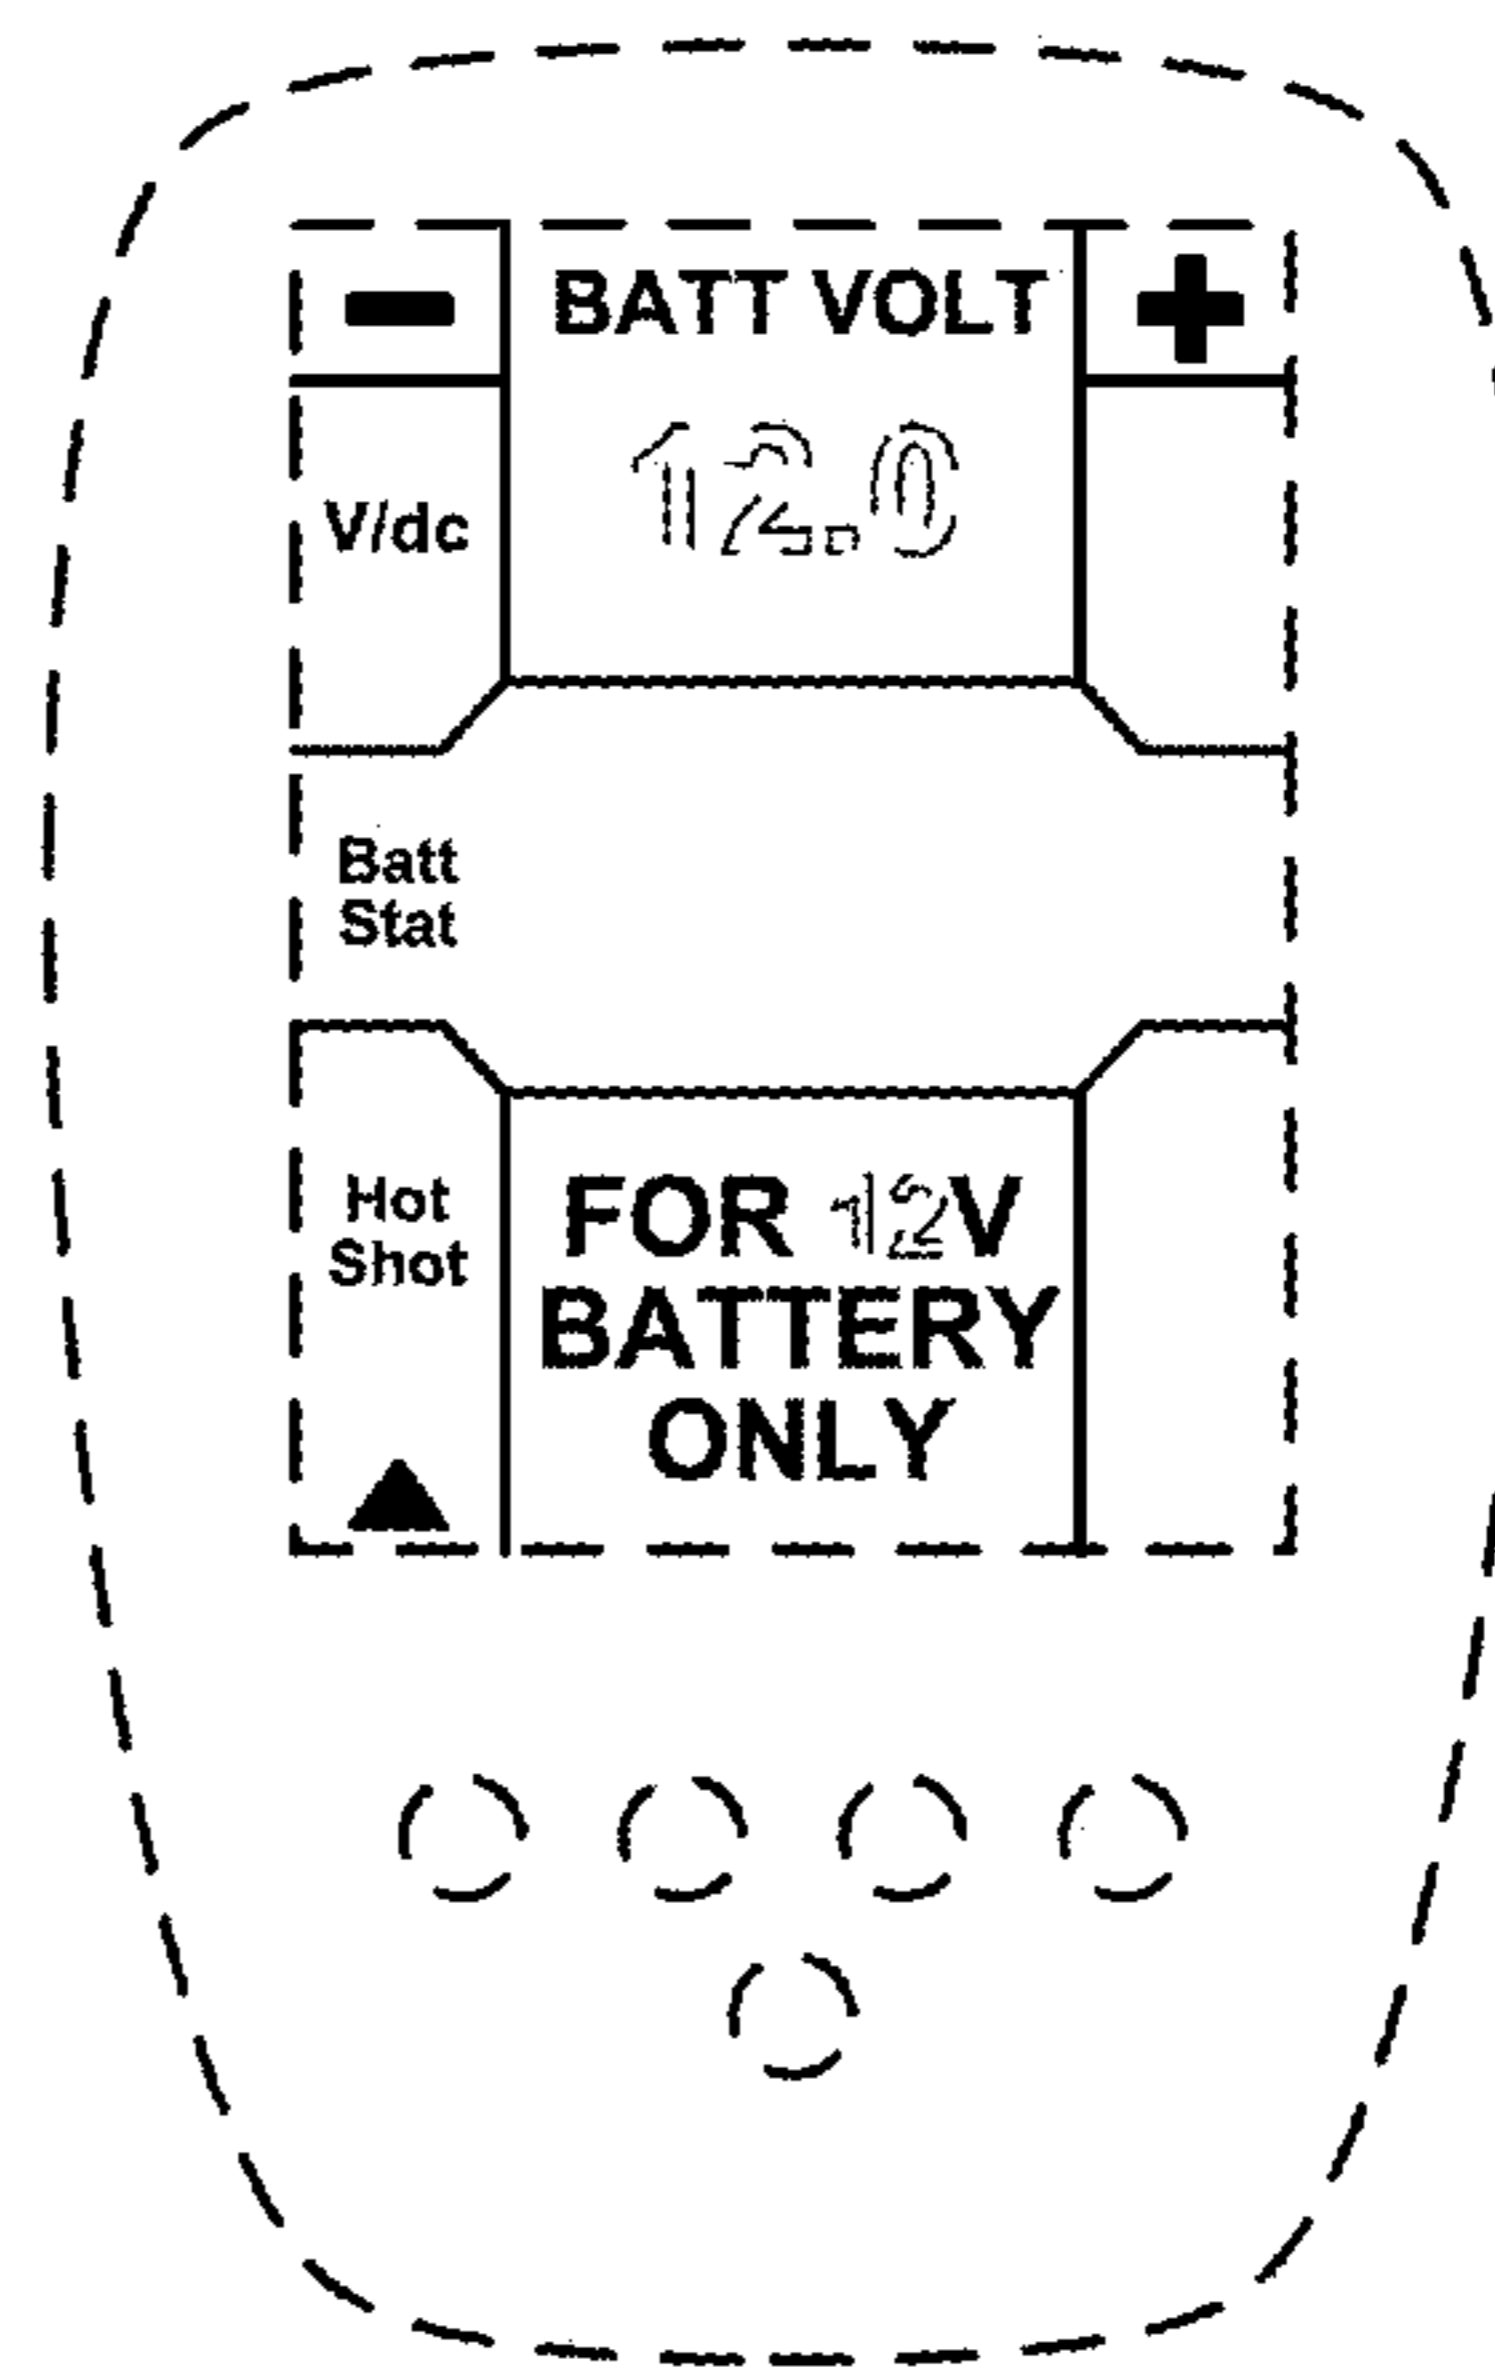 - BATT VOLT +
12.0
V/dc
Batt
Stat
Hot
Shot
FOR 12V
BATTERY
ONLY